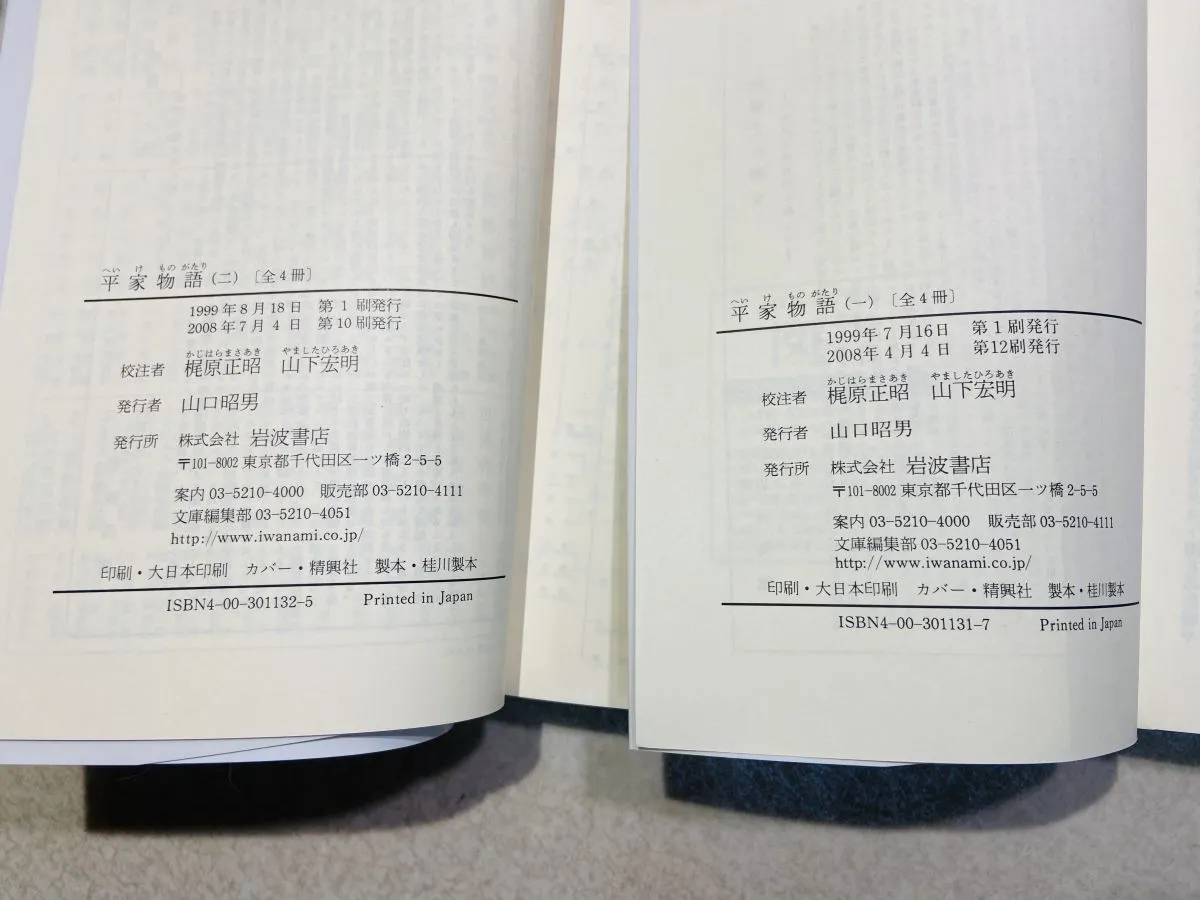 へいけものがたり
平家物語(二)〔全4冊〕
1999年8月18日 第1刷発行
2008年7月4日 第10刷発行
かじはらまさあき やましたひろあき
校注者 梶原正昭 山下宏明
発行者 山口昭男
発行所 株式会社 岩波書店
〒101-8002 東京都千代田区一ツ橋2-5-5
案内 03-5210-4000 販売部 03-5210-4111
文庫編集部 03-5210-4051
http://www.iwanami.co.jp/
印刷・大日本印刷 カバー・精興社 製本・桂川製本
ISBN4-00-301132-5 Printed in Japan
へいけものがたり
平家物語(一)〔全4冊〕
1999年7月16日 第1刷発行
2008年4月4日 第12刷発行
かじはらまさあき やましたひろあき
校注者 梶原正昭 山下宏明
発行者 山口昭男
発行所 株式会社 岩波書店
〒101-8002 東京都千代田区一ツ橋2-5-5
案内 03-5210-4000 販売部 03-5210-4111
文庫編集部 03-5210-4051
http://www.iwanami.co.jp/
印刷・大日本印刷 カバー・精興社 製本・桂川製本
ISBN4-00-301131-7 Printed in Japan